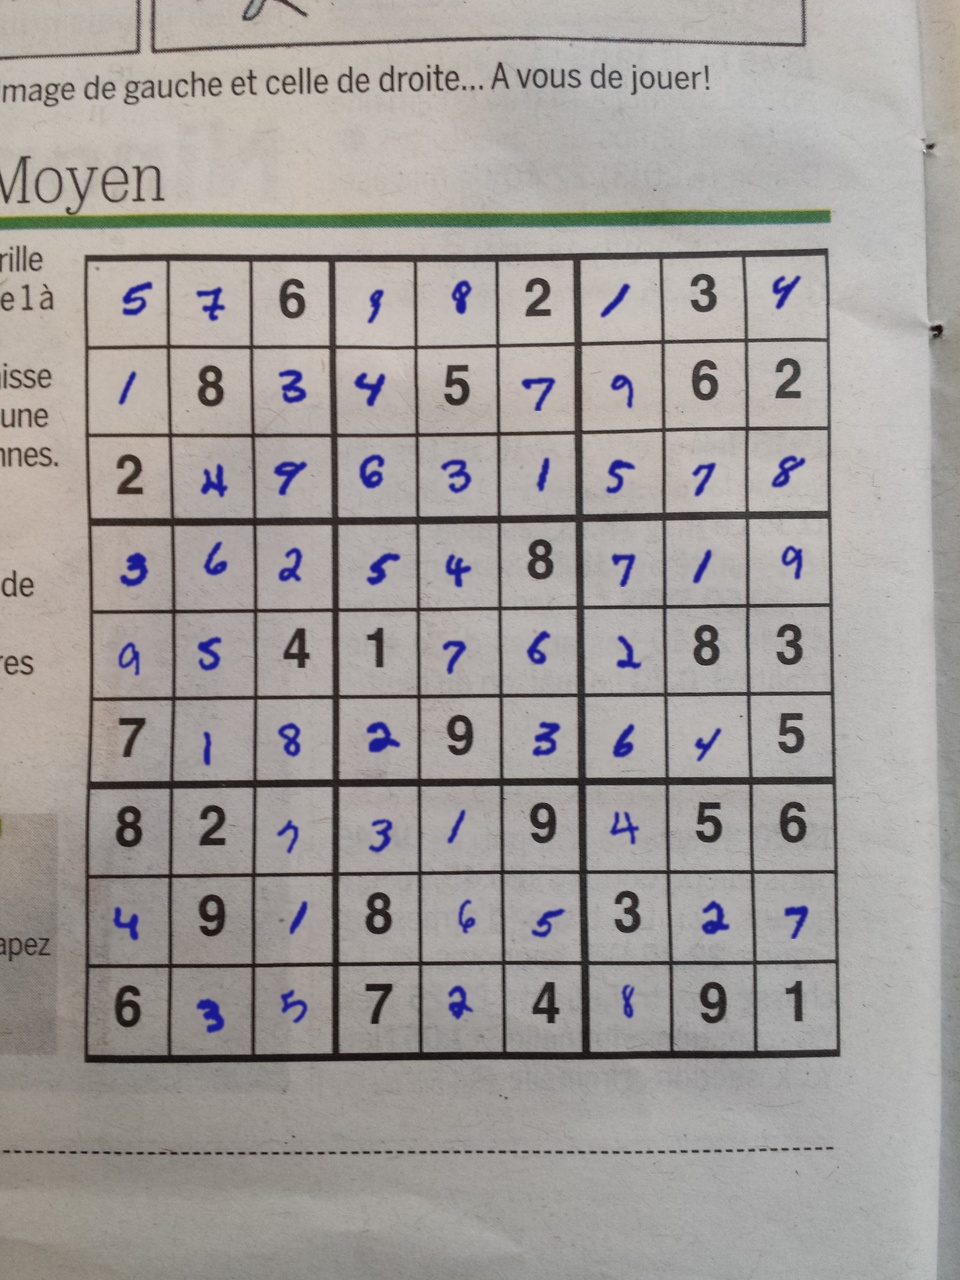 mage de gauche et celle de droite... A vous de jouer!
Moyen
rille
e 1 à
isse
une
nnes.
de
res
apez
5 7 6 9 8 2 1 3 4
1 8 3 4 5 7 9 6 2
2 4 9 6 3 1 5 7 8
3 6 2 5 4 8 7 1 9
9 5 4 1 7 6 2 8 3
7 1 8 2 9 3 6 4 5
8 2 7 3 1 9 4 5 6
4 9 1 8 6 5 3 2 7
6 3 5 7 2 4 8 9 1